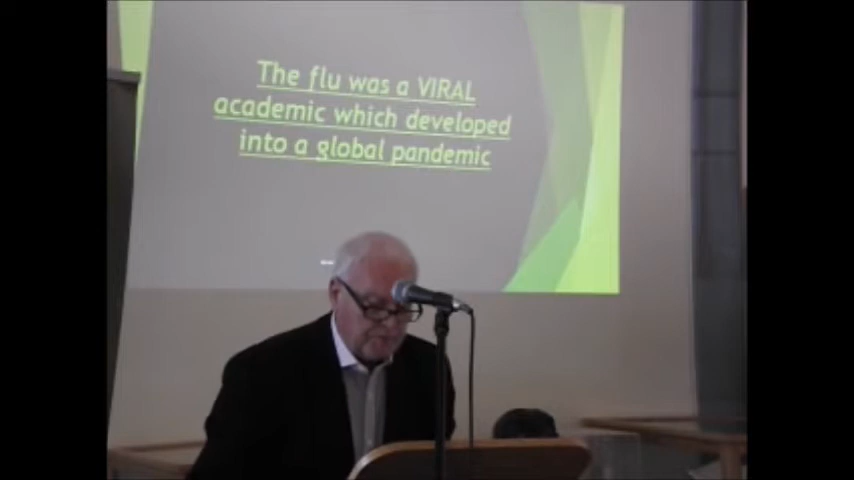 The flu was a VIRAL
academic which developed
into a global pandemic